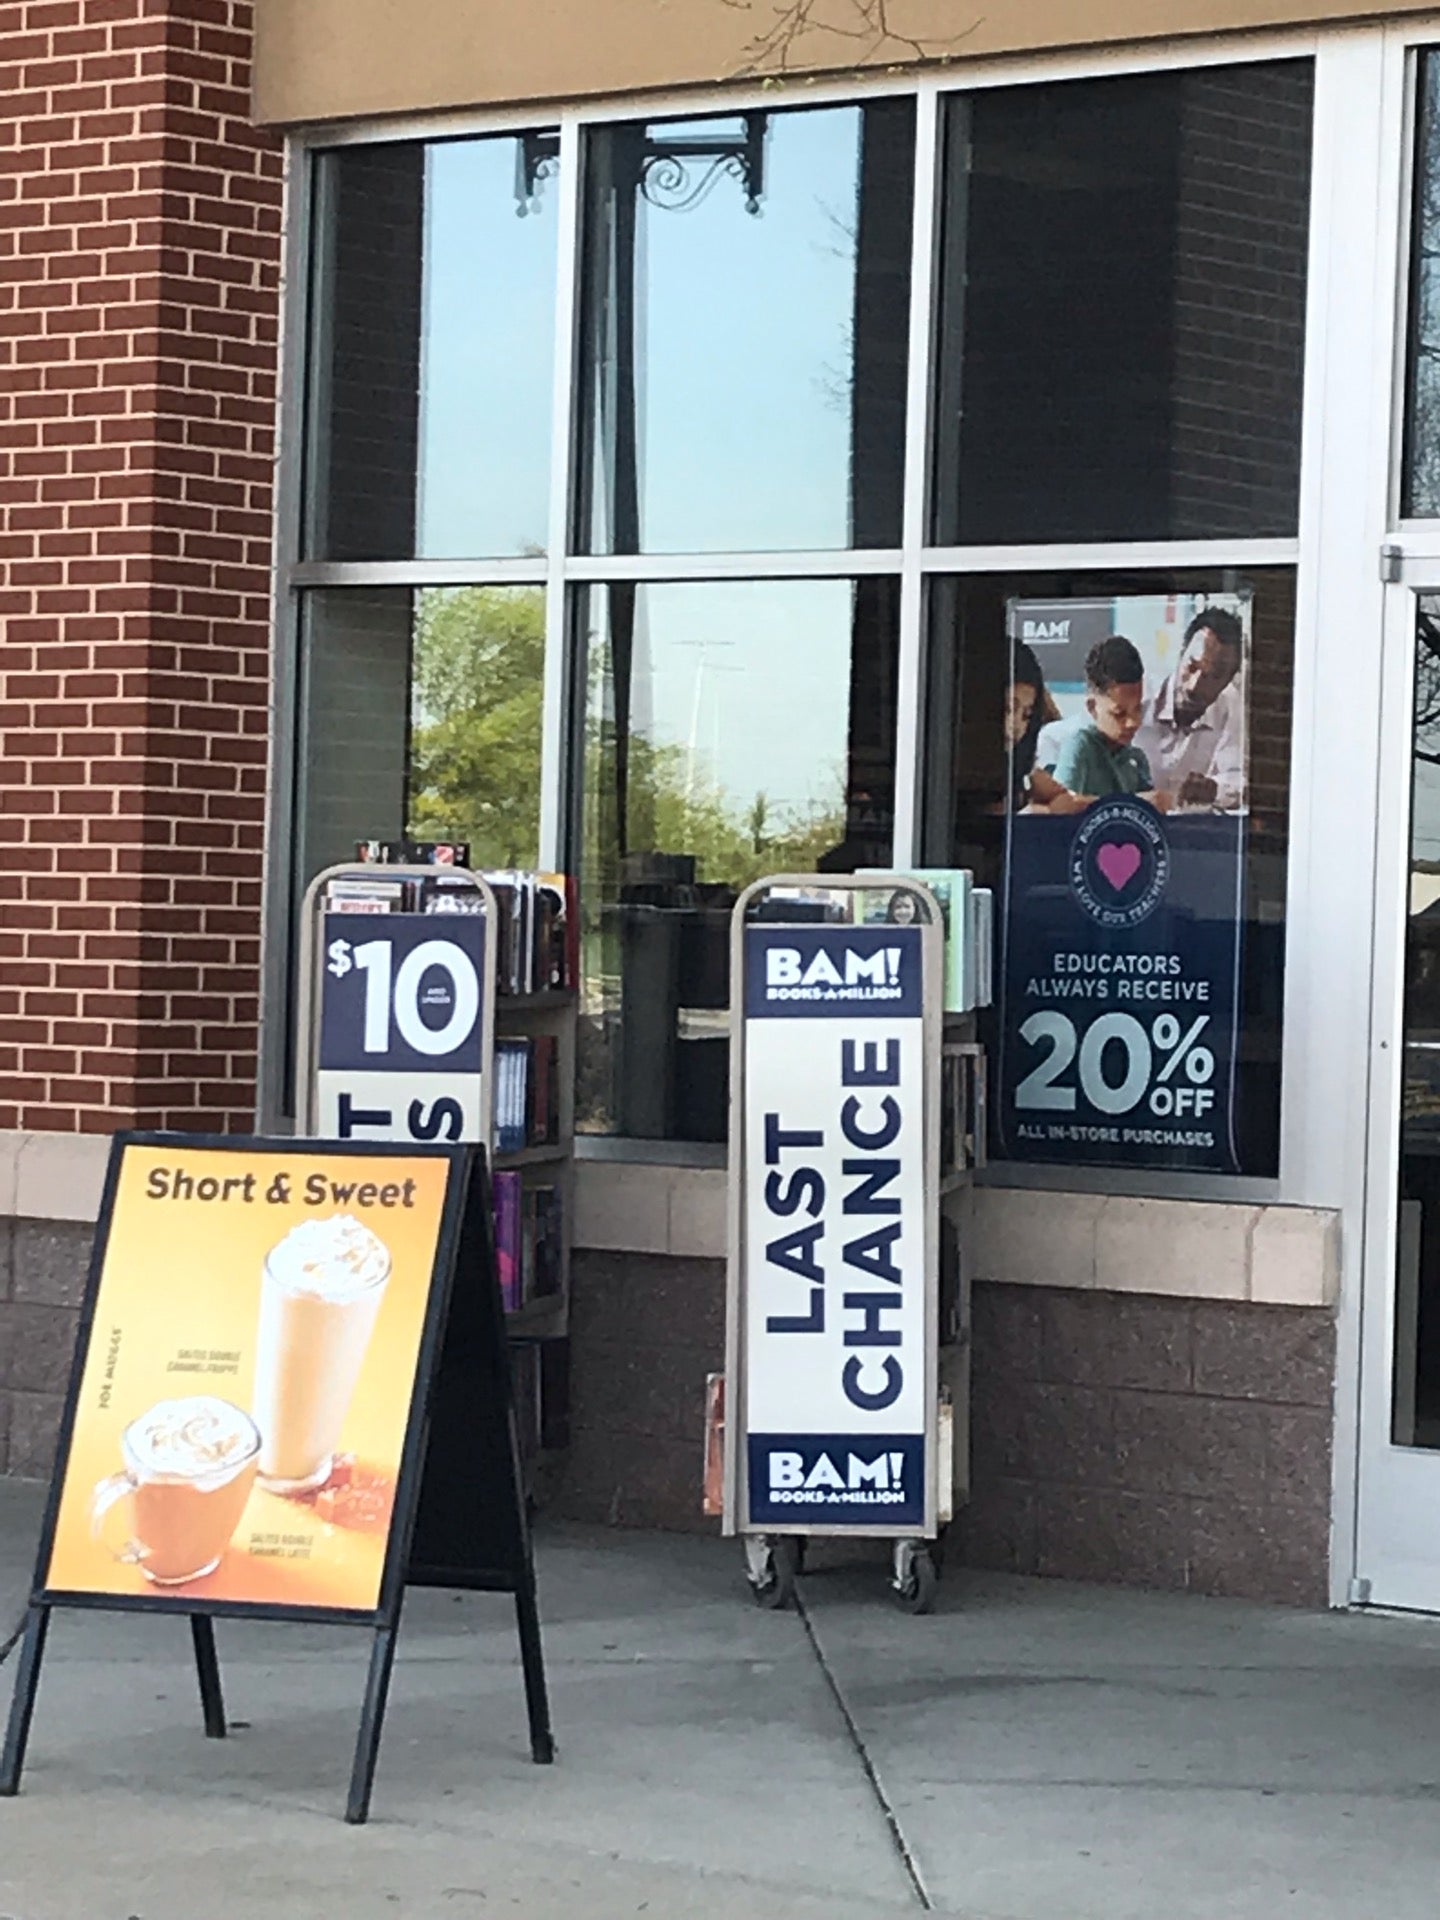 $10
AND
UNDER
T
S
Short & Sweet
SALTED DOUBLE
CARAMEL FRAPPE
SALTED DOUBLE
CARAMEL LATTE
BAM!
BOOKS-A-MILLION
LAST
CHANCE
BAM!
BOOKS-A-MILLION
BAM!
BOOKS-A-MILLION
WE LOVE OUR TEACHERS
EDUCATORS
ALWAYS RECEIVE
20%
OFF
ALL IN-STORE PURCHASES